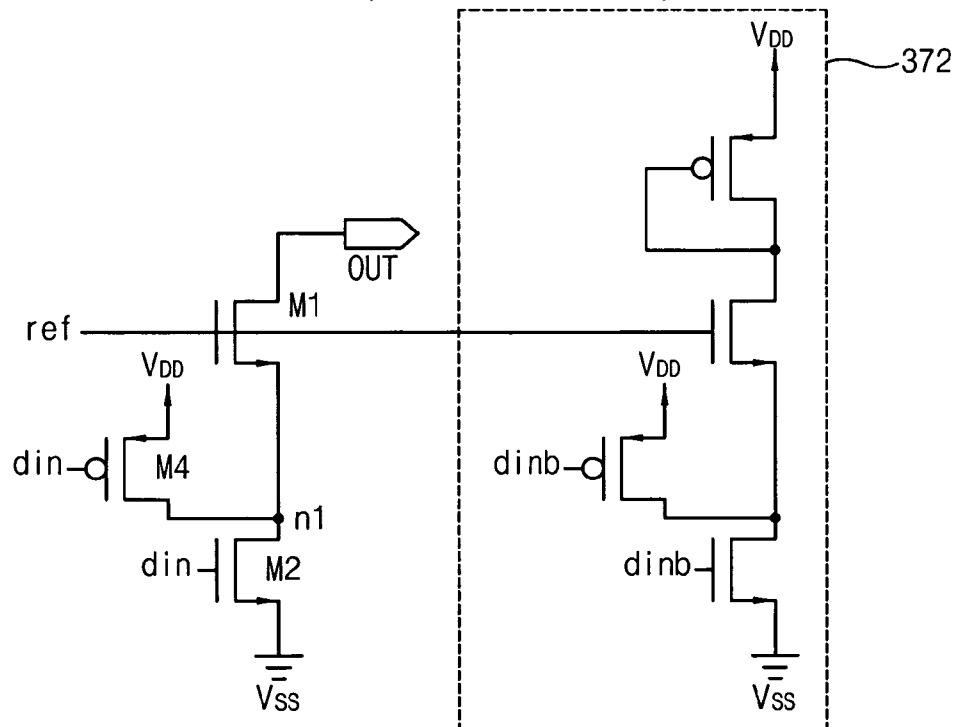 VDD
372
OUT
M1
ref
VDD
VDD
din
M4
dinb
n1
din
M2
dinb
VSS
VSS